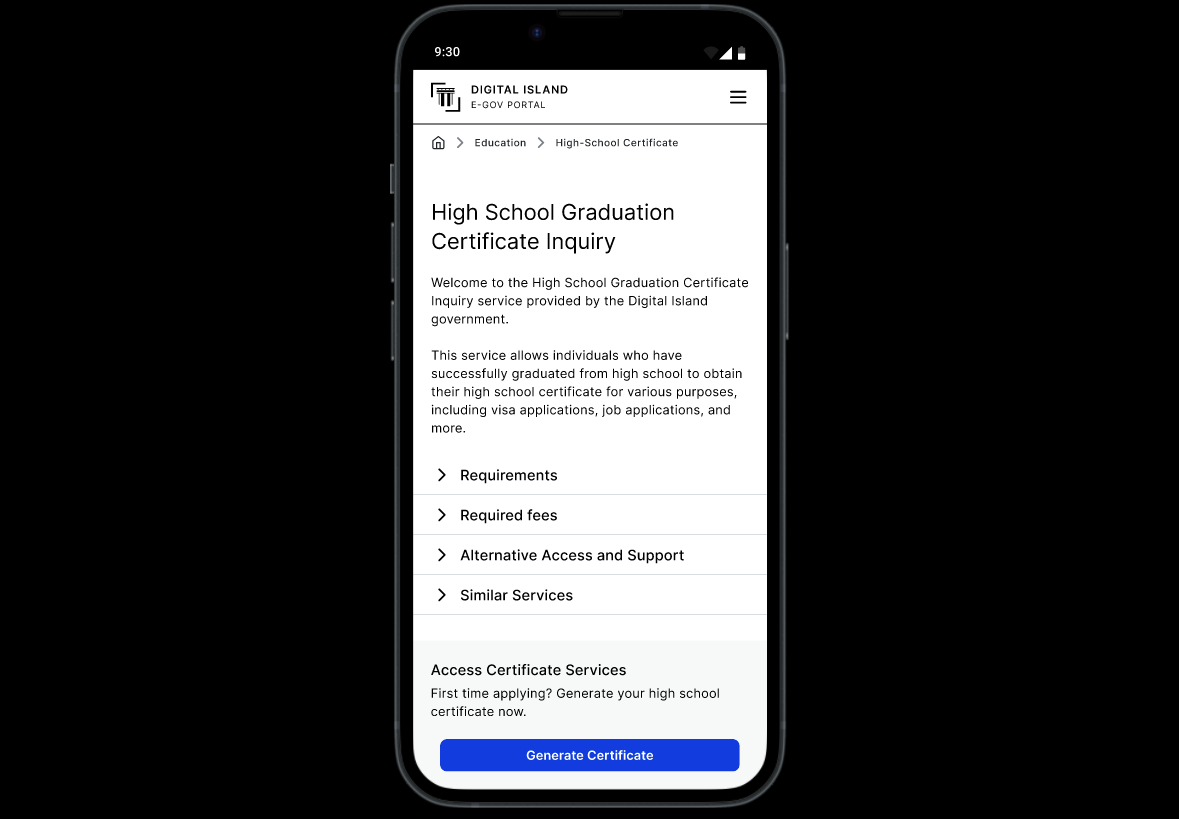 9:30
DIGITAL ISLAND
E-GOV PORTAL
Education
High-School Certificate
High School Graduation
Certificate Inquiry
Welcome to the High School Graduation Certificate
Inquiry service provided by the Digital Island
government.
This service allows individuals who have
successfully graduated from high school to obtain
their high school certificate for various purposes,
including visa applications, job applications, and
more.
Requirements
Required fees
Alternative Access and Support
Similar Services
Access Certificate Services
First time applying? Generate your high school
certificate now.
Generate Certificate